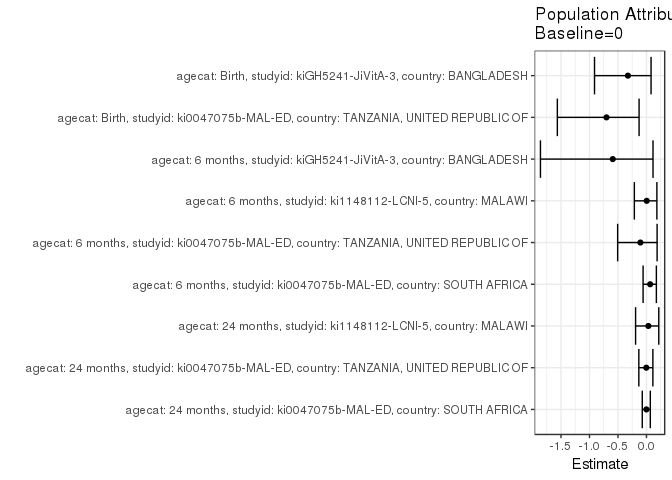 Population Attribu
Baseline=0
agecat: Birth, studyid: kiGH5241-JiVitA-3, country: BANGLADESH
agecat: Birth, studyid: ki0047075b-MAL-ED, country: TANZANIA, UNITED REPUBLIC OF
agecat: 6 months, studyid: kiGH5241-JiVitA-3, country: BANGLADESH
agecat: 6 months, studyid: ki1148112-LCNI-5, country: MALAWI
agecat: 6 months, studyid: ki0047075b-MAL-ED, country: TANZANIA, UNITED REPUBLIC OF
agecat: 6 months, studyid: ki0047075b-MAL-ED, country: SOUTH AFRICA
agecat: 24 months, studyid: ki1148112-LCNI-5, country: MALAWI
agecat: 24 months, studyid: ki0047075b-MAL-ED, country: TANZANIA, UNITED REPUBLIC OF
agecat: 24 months, studyid: ki0047075b-MAL-ED, country: SOUTH AFRICA
-1.5 -1.0 -0.5 0.0
Estimate